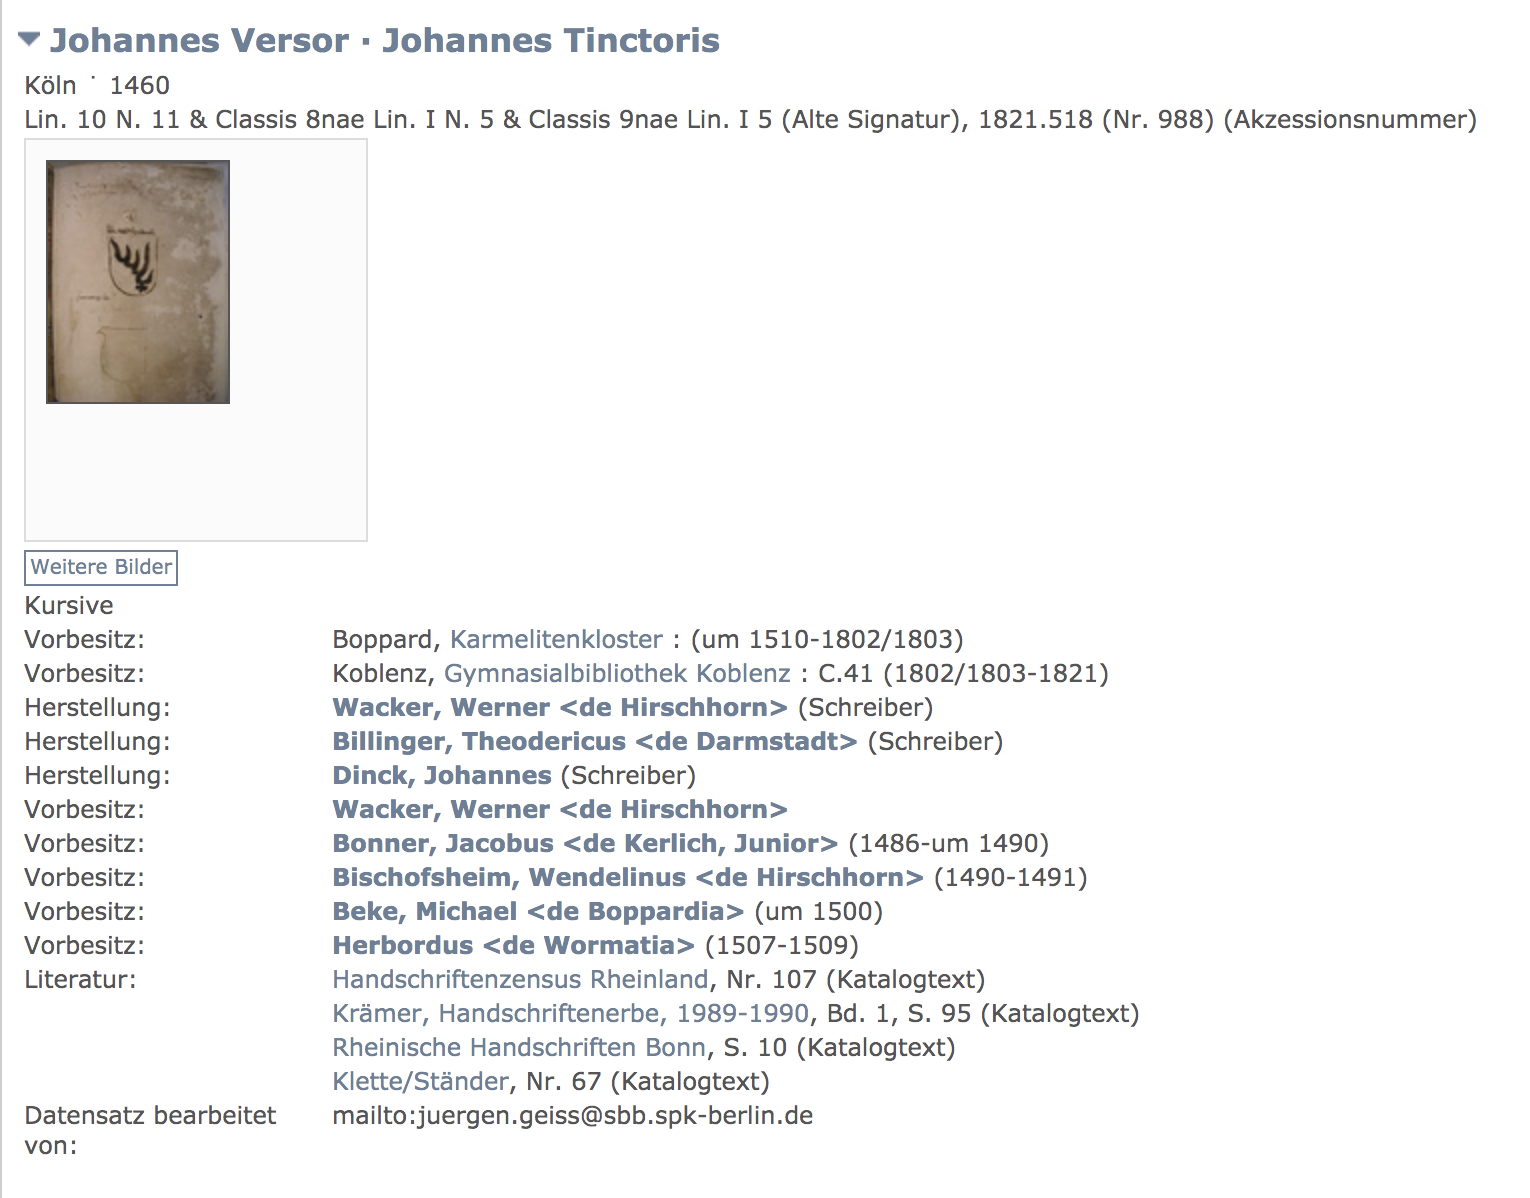 Johannes Versor · Johannes Tinctoris
Köln ˙ 1460
Lin. 10 N. 11 & Classis 8nae Lin. I N. 5 & Classis 9nae Lin. I 5 (Alte Signatur), 1821.518 (Nr. 988) (Akzessionsnummer)
Weitere Bilder
Kursive
Vorbesitz: Boppard, Karmelitenkloster : (um 1510-1802/1803)
Vorbesitz: Koblenz, Gymnasialbibliothek Koblenz : C.41 (1802/1803-1821)
Herstellung: Wacker, Werner <de Hirschhorn> (Schreiber)
Herstellung: Billinger, Theodericus <de Darmstadt> (Schreiber)
Herstellung: Dinck, Johannes (Schreiber)
Vorbesitz: Wacker, Werner <de Hirschhorn>
Vorbesitz: Bonner, Jacobus <de Kerlich, Junior> (1486-um 1490)
Vorbesitz: Bischofsheim, Wendelinus <de Hirschhorn> (1490-1491)
Vorbesitz: Beke, Michael <de Boppardia> (um 1500)
Vorbesitz: Herbordus <de Wormatia> (1507-1509)
Literatur: Handschriftenzensus Rheinland, Nr. 107 (Katalogtext)
Krämer, Handschriftenerbe, 1989-1990, Bd. 1, S. 95 (Katalogtext)
Rheinische Handschriften Bonn, S. 10 (Katalogtext)
Klette/Ständer, Nr. 67 (Katalogtext)
Datensatz bearbeitet mailto:juergen.geiss@sbb.spk-berlin.de
von: